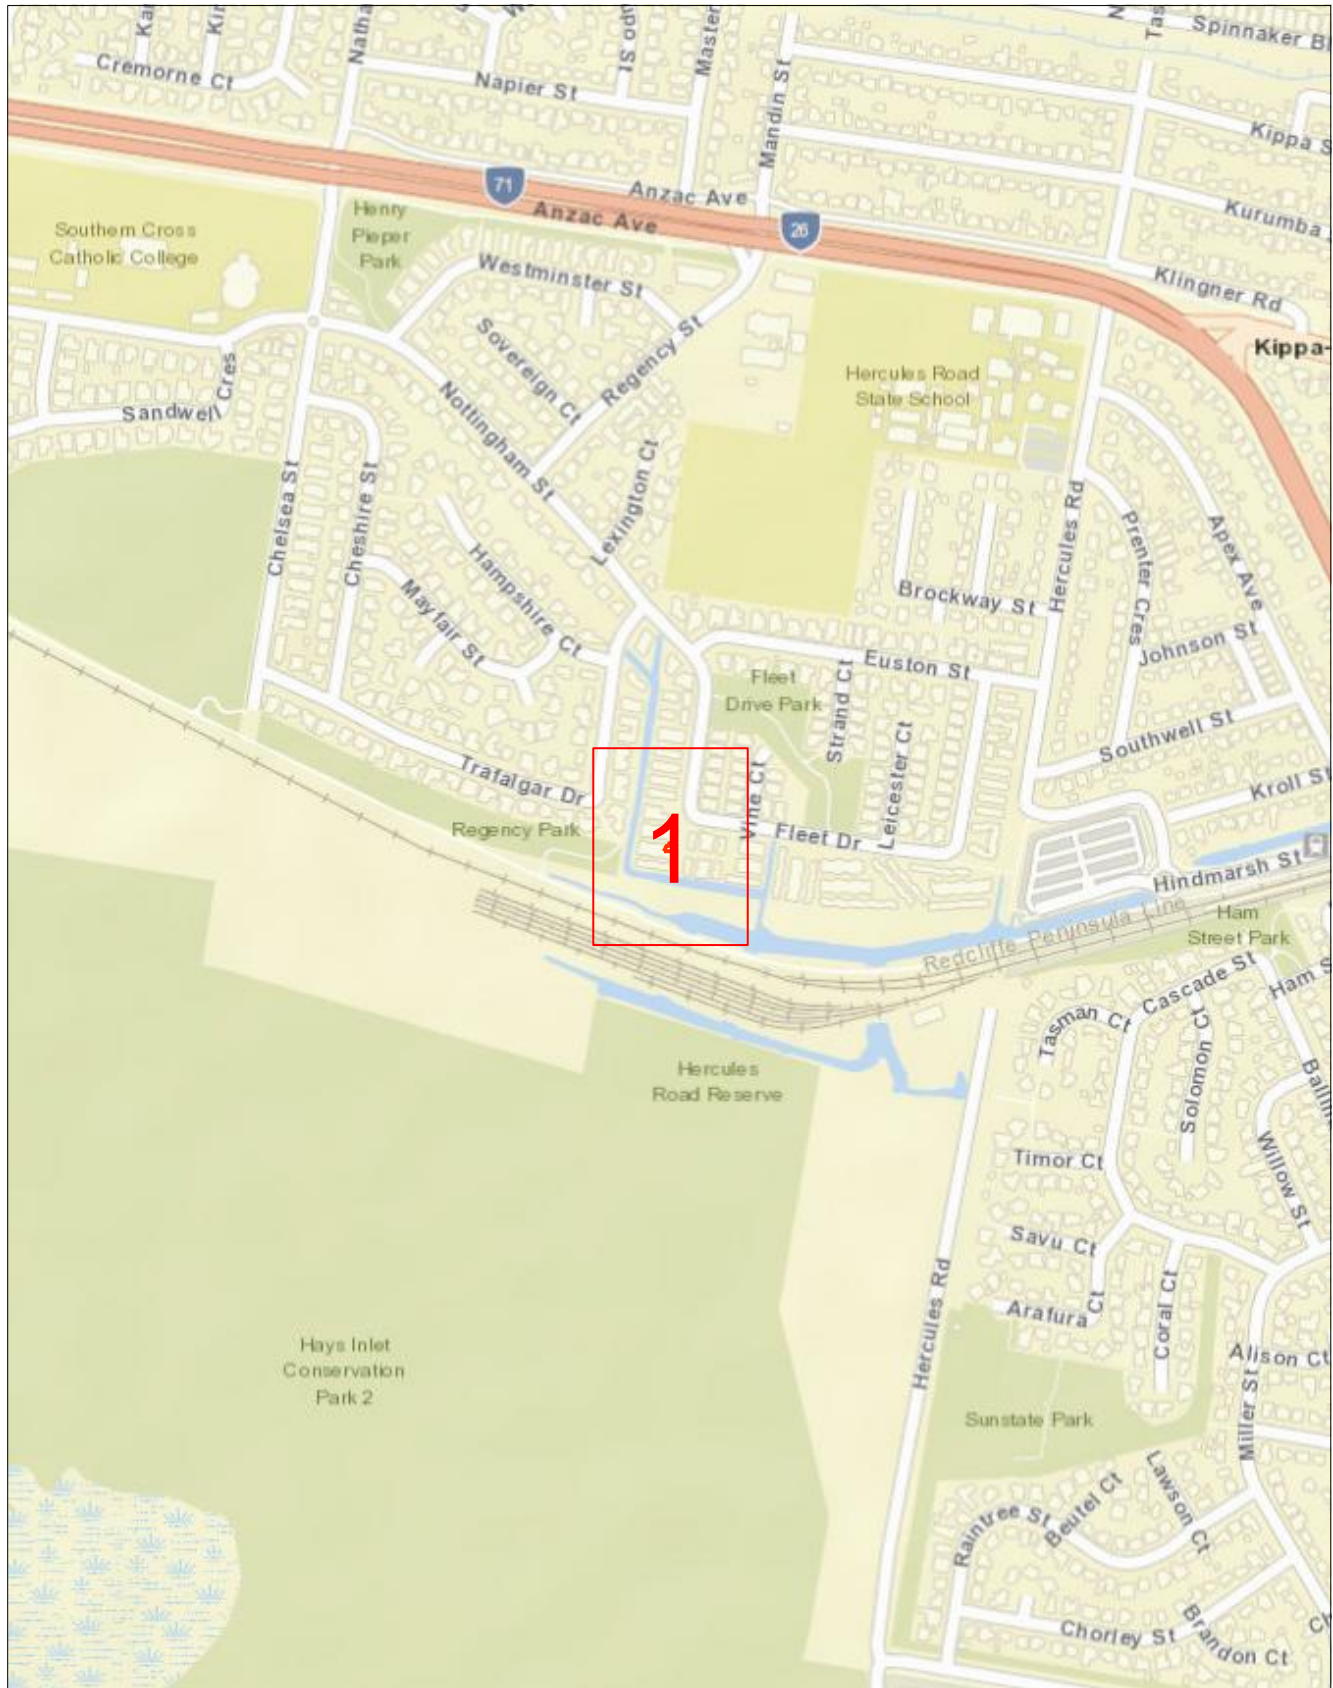 Spinnaker
Cremorne Ct
Napier St
Mandin St
Master
Kippa
71
Anzac Ave
Anzac Ave
26
Kurumba
Klingner Rd
Kippa-
Southern Cross
Catholic College
Henry
Pieper
Park
Westminster St
Sovereign Ct
Regency St
Hercules Road
State School
Sandwell Cres
Nottingham St
Lexington Ct
Chelsea St
Cheshire St
Hampshire Ct
Mayfair St
Hercules Rd
Prenter Cres
Apex Ave
Brockway St
Johnson St
Euston St
Fleet
Drive Park
Strand Ct
Leicester Ct
Southwell St
Kroll St
Trafalgar Dr
Regency Park
1
Vine Ct
Fleet Dr
Hindmarsh St
Redcliffe Peninsula Line
Ham
Street Park
Cascade St
Ham S
Tasman Ct
Solomon Ct
Hercules
Road Reserve
Timor Ct
Willow St
Savu Ct
Arafura Ct
Coral Ct
Hercules Rd
Alison Ct
Miller St
Hays Inlet
Conservation
Park 2
Sunstate Park
Raintree St
Beutel Ct
Lawson Ct
Chorley St
Brandon Ct